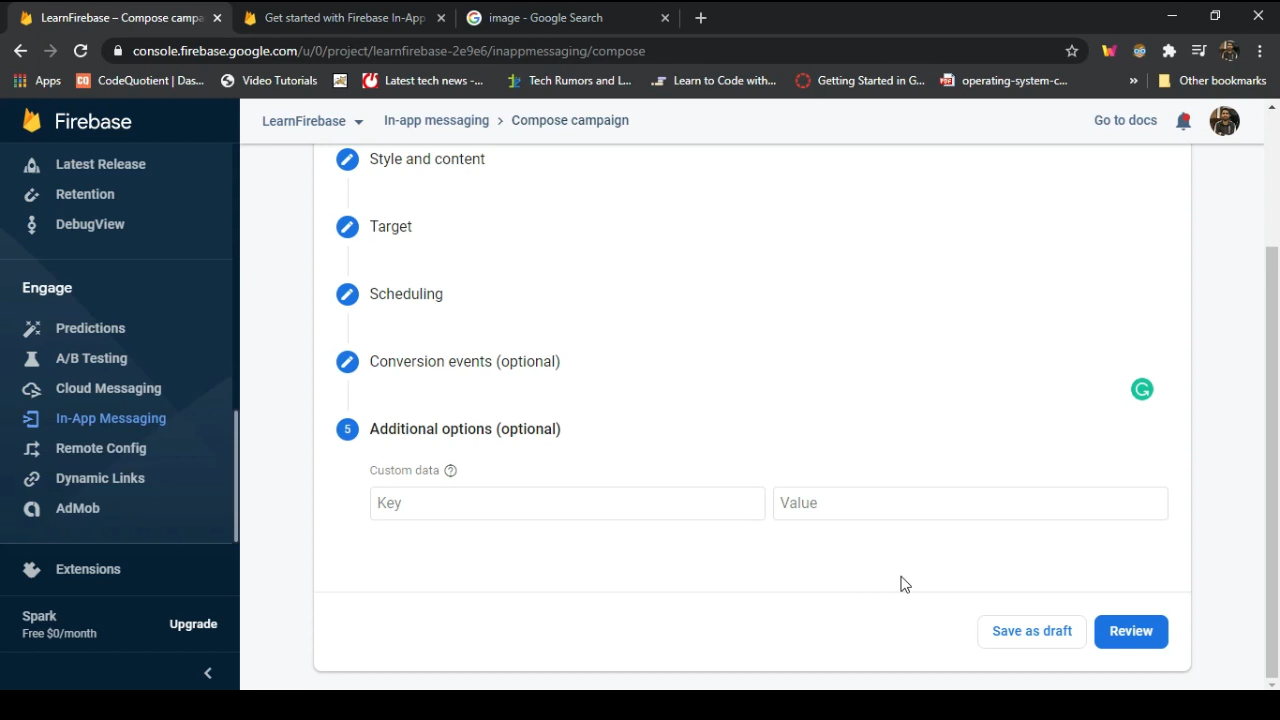 LearnFirebase – Compose campa
Get started with Firebase In-App
image - Google Search
console.firebase.google.com/u/0/project/learnfirebase-2e9e6/inappmessaging/compose
Apps
CodeQuotient | Das...
Video Tutorials
Latest tech news -...
Tech Rumors and I...
Learn to Code with...
Getting Started in G...
operating-system-c...
»
Other bookmarks
Firebase
LearnFirebase
In-app messaging > Compose campaign
Go to docs
Latest Release
Retention
DebugView
Engage
Predictions
A/B Testing
Cloud Messaging
In-App Messaging
Remote Config
Dynamic Links
AdMob
Extensions
Spark
Free $0/month
Upgrade
Style and content
Target
Scheduling
Conversion events (optional)
5
Additional options (optional)
Custom data
Key
Value
Save as draft
Review